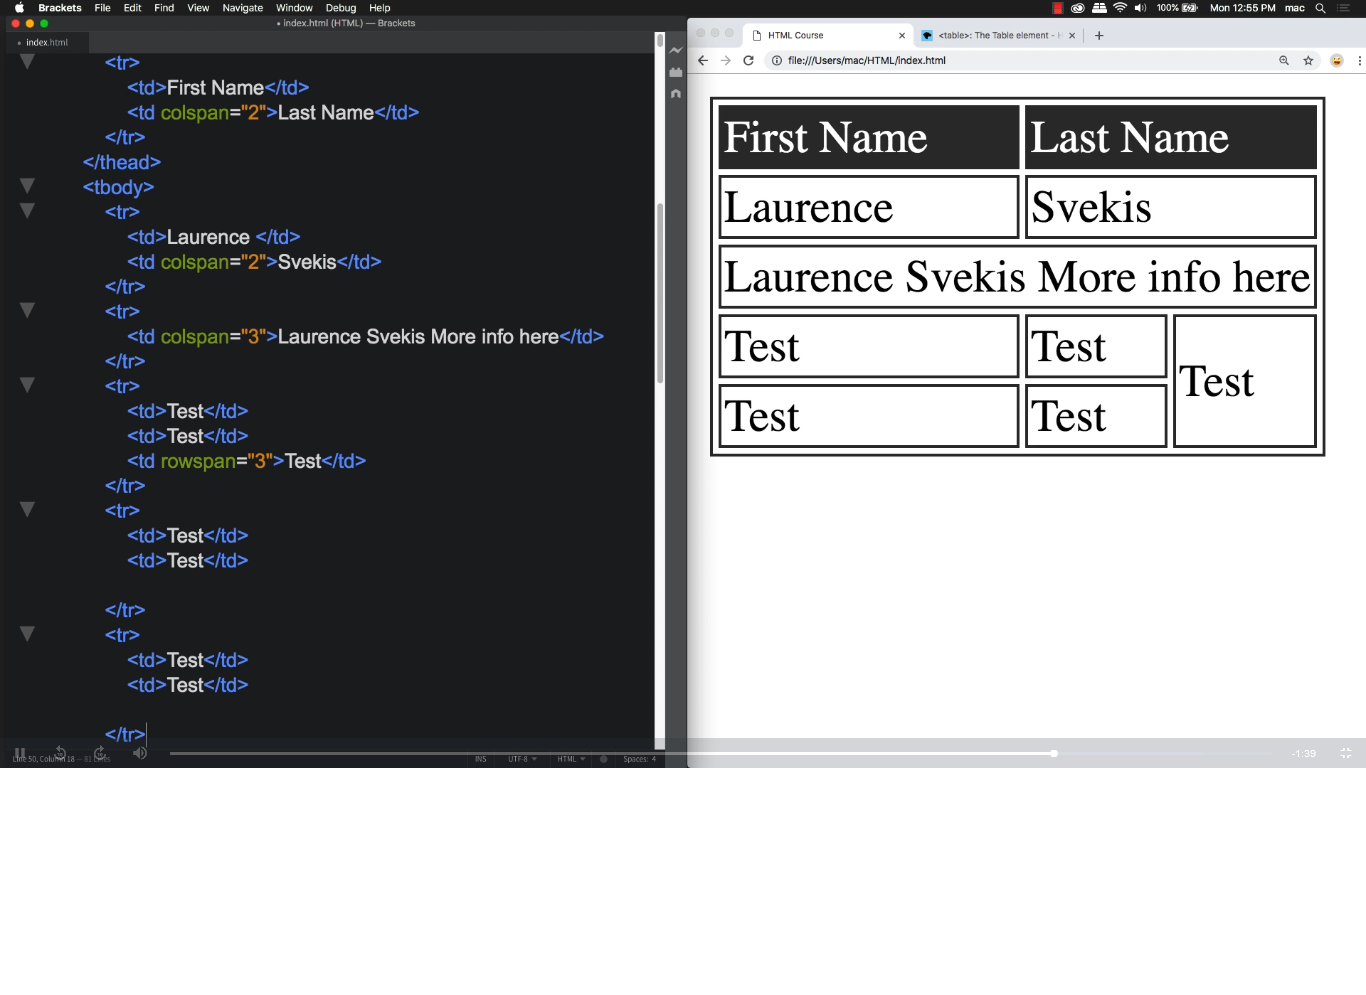 Brackets File Edit Find View Navigate Window Debug Help
100% Mon 12:55 PM mac
• index.html (HTML) — Brackets
• index.html
<tr>
<td>First Name</td>
<td colspan="2">Last Name</td>
</tr>
</thead>
<tbody>
<tr>
<td>Laurence </td>
<td colspan="2">Svekis</td>
</tr>
<tr>
<td colspan="3">Laurence Svekis More info here</td>
</tr>
<tr>
<td>Test</td>
<td>Test</td>
<td rowspan="3">Test</td>
</tr>
<tr>
<td>Test</td>
<td>Test</td>
</tr>
<tr>
<td>Test</td>
<td>Test</td>
</tr>
Line 50, Column 18 — 81 Lines
INS UTF-8 HTML Spaces: 4
HTML Course
<table>: The Table element -
file:///Users/mac/HTML/index.html
First Name Last Name
Laurence Svekis
Laurence Svekis More info here
Test Test Test
Test Test
-1:39